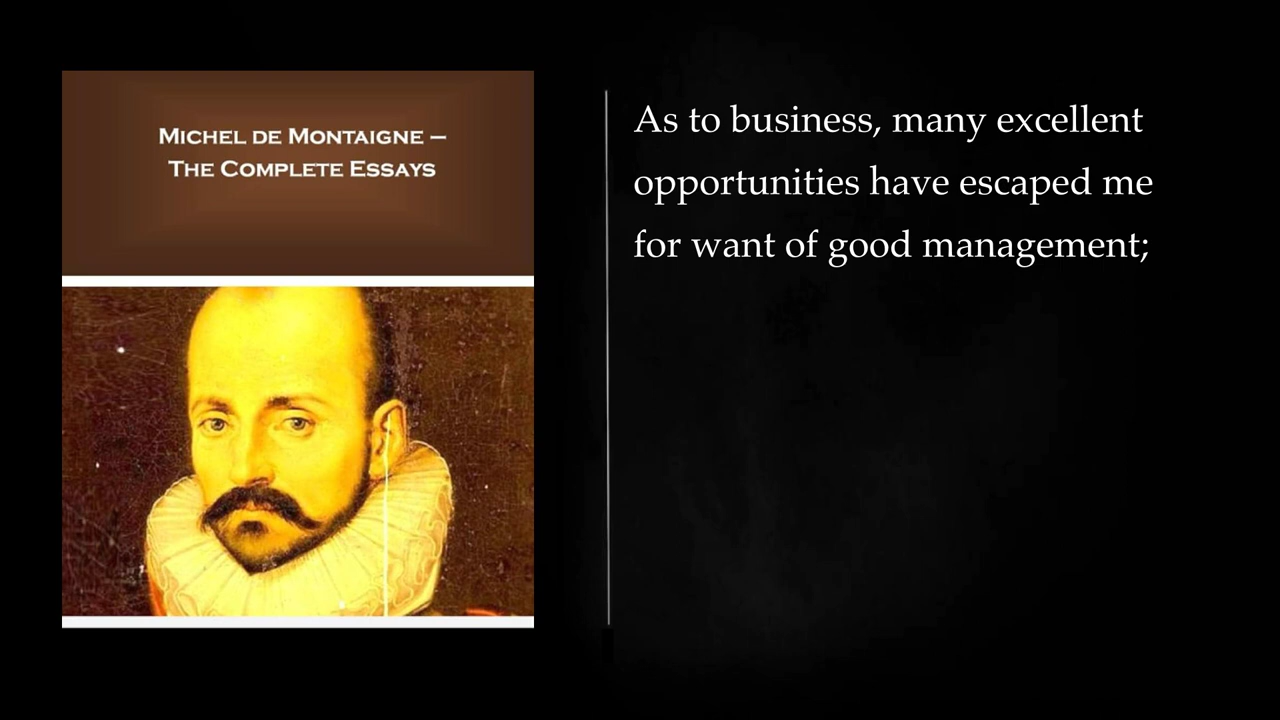 MICHEL DE MONTAIGNE –
THE COMPLETE ESSAYS
As to business, many excellent
opportunities have escaped me
for want of good management;